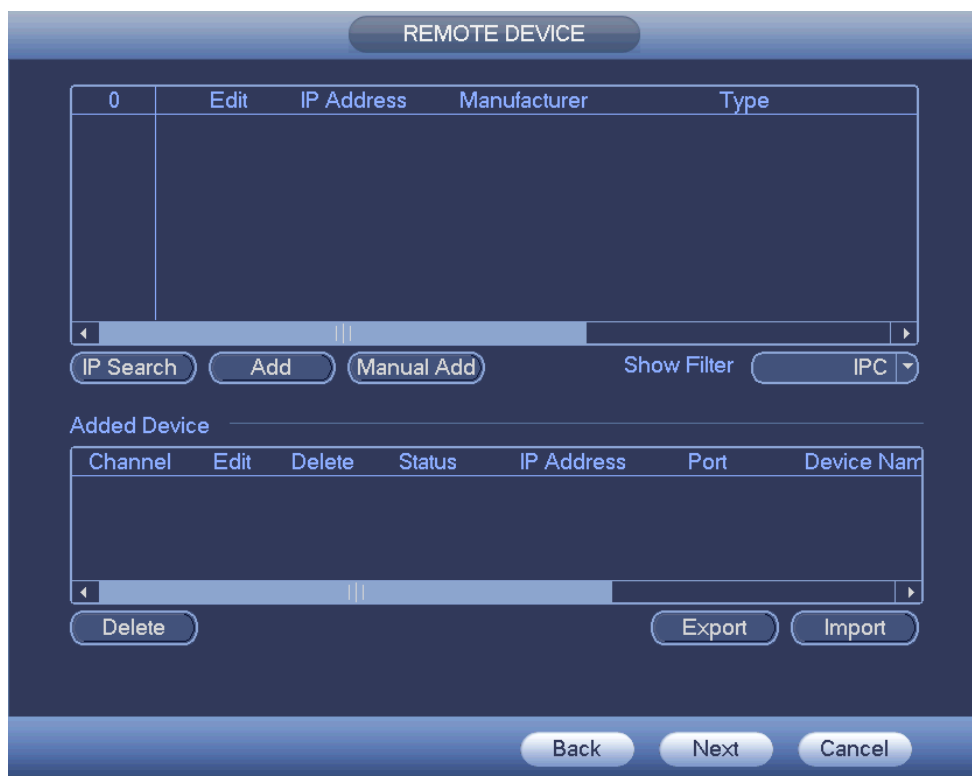 REMOTE DEVICE
0 Edit IP Address Manufacturer Type
IP Search Add Manual Add Show Filter IPC
Added Device
Channel Edit Delete Status IP Address Port Device Nam
Delete Export Import
Back Next Cancel